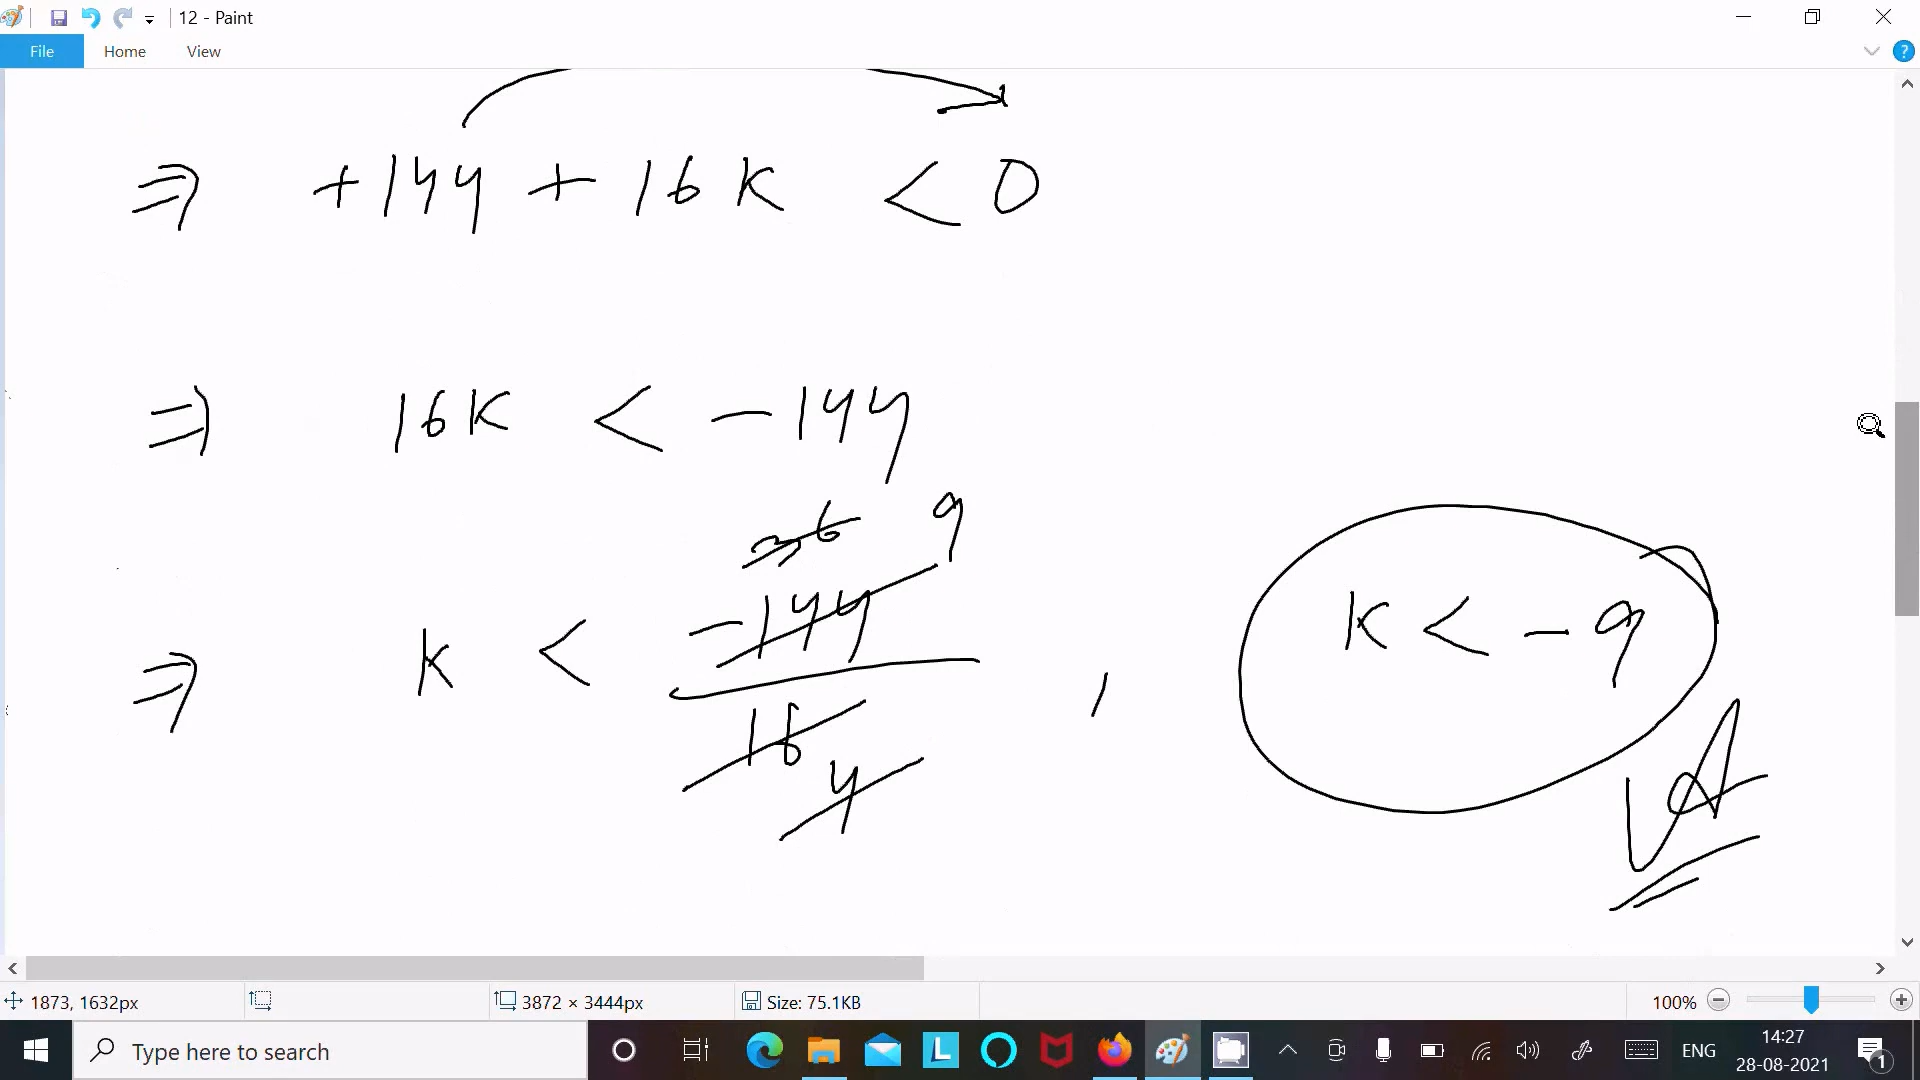 12 - Paint
File Home View
⇒ +144 + 16k < 0
⇒ 16k < -144
36 9
⇒ k < -144 / 16 , k < -9
4
1873, 1632px 3872 × 3444px Size: 75.1KB 100%
Type here to search ENG 14:27
28-08-2021
1